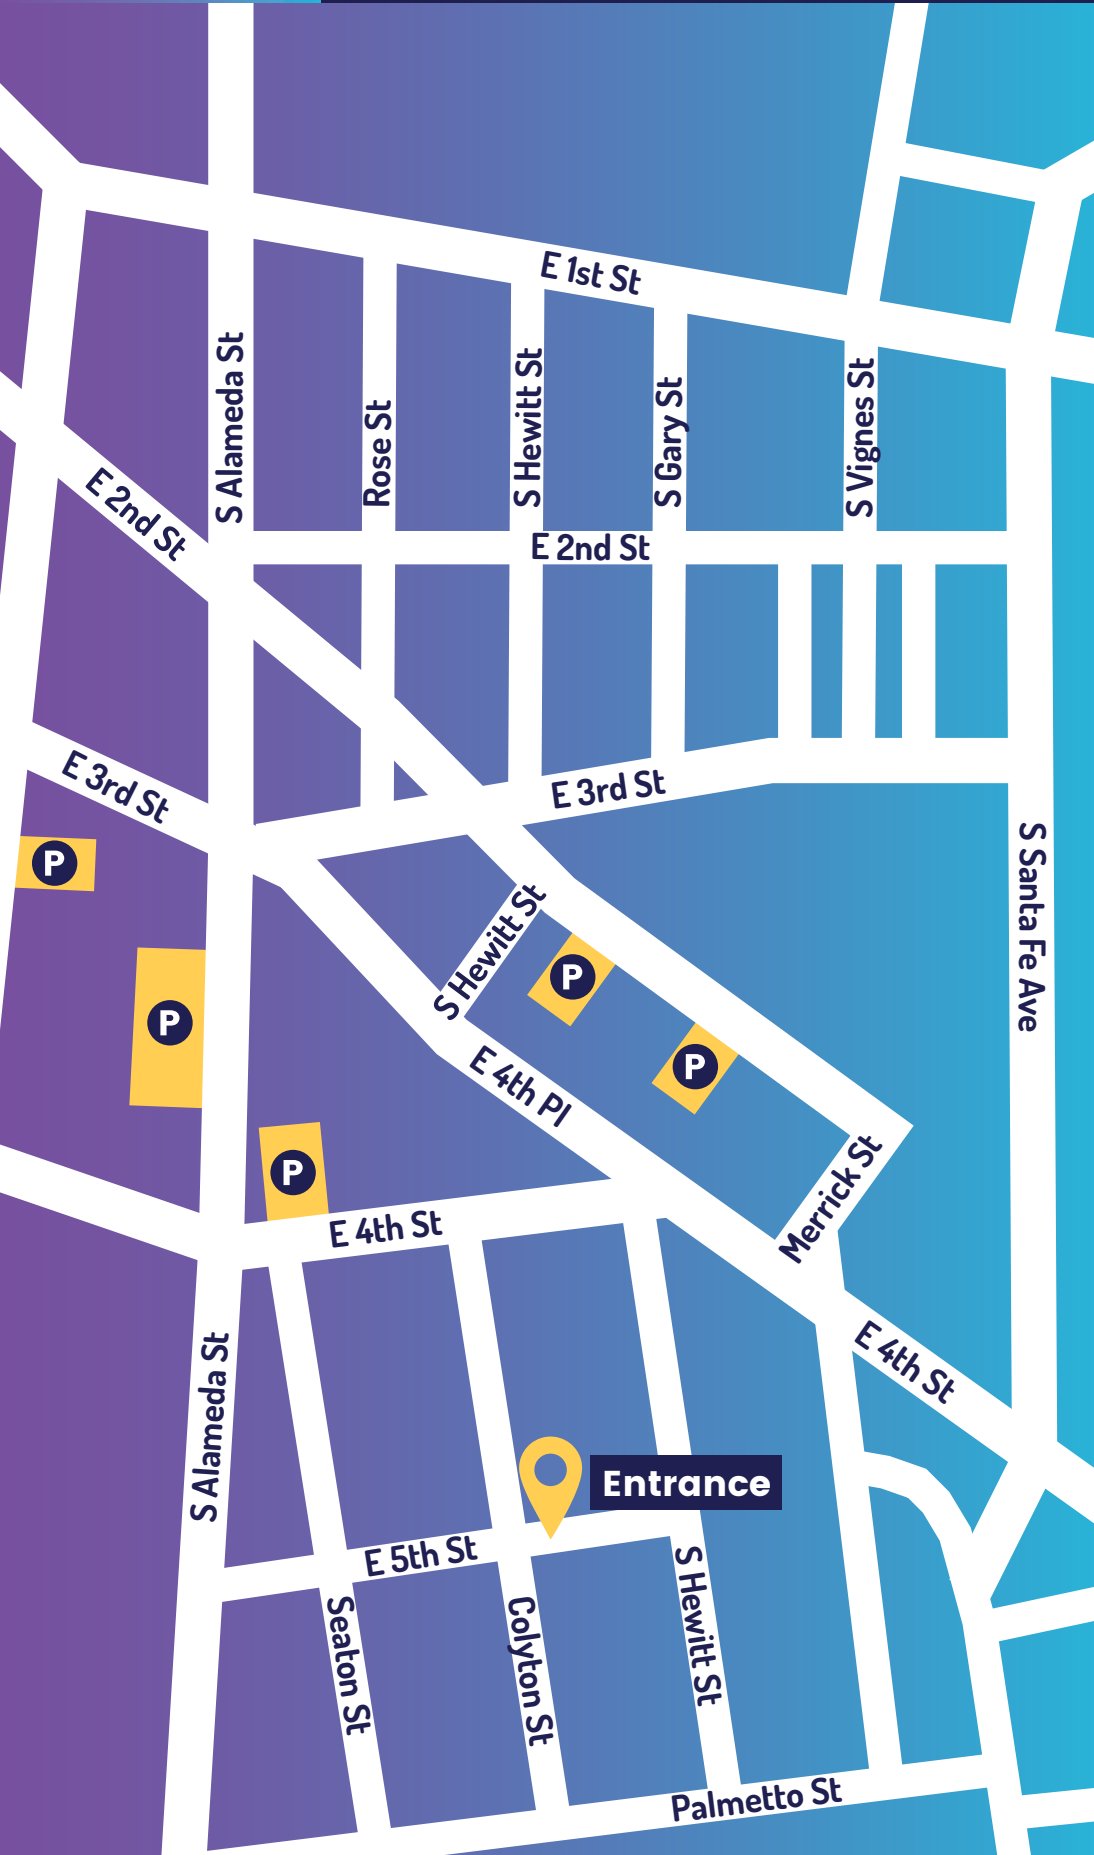 E 1st St
S Alameda St
Rose St
S Hewitt St
S Gary St
S Vignes St
E 2nd St
E 2nd St
E 3rd St
E 3rd St
P
S Santa Fe Ave
S Hewitt St
P
P
P
E 4th Pl
Merrick St
P
E 4th St
E 4th St
S Alameda St
Entrance
E 5th St
Seaton St
Colyton St
S Hewitt St
Palmetto St